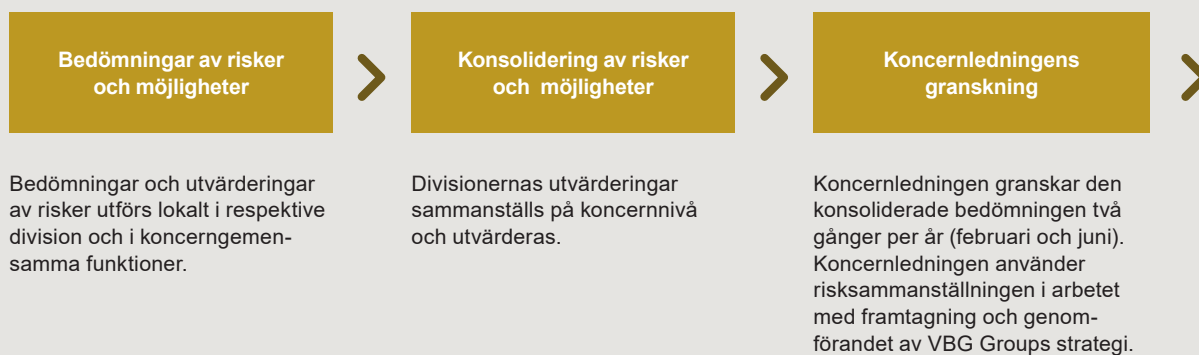 Bedömningar av risker
och möjligheter
Bedömningar och utvärderingar
av risker utförs lokalt i respektive
division och i koncerngemen-
samma funktioner.
Konsolidering av risker
och möjligheter
Divisionernas utvärderingar
sammanställs på koncernnivå
och utvärderas.
Koncernledningens
granskning
Koncernledningen granskar den
konsoliderade bedömningen två
gånger per år (februari och juni).
Koncernledningen använder
risksammanställningen i arbetet
med framtagning och genom-
förandet av VBG Groups strategi.